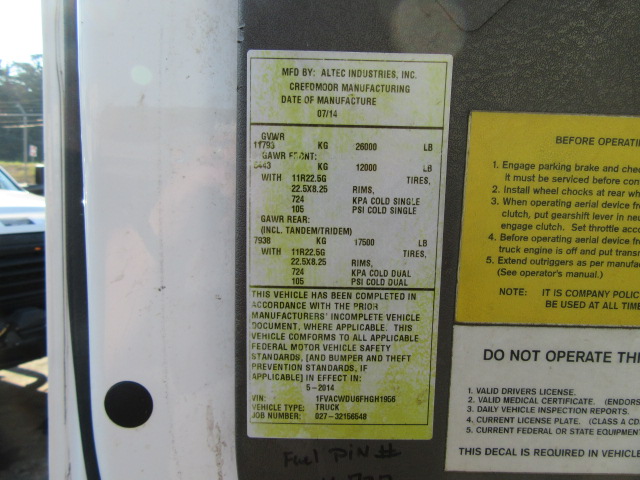 MFD BY: ALTEC INDUSTRIES, INC.
CREEDMOOR MANUFACTURING
DATE OF MANUFACTURE
07/14
GVWR
11793 KG 26000 LB
GAWR FRONT:
5443 KG 12000 LB
WITH 11R22.5G TIRES,
22.5X8.25 RIMS,
724 KPA COLD SINGLE
105 PSI COLD SINGLE
GAWR REAR:
(INCL. TANDEM/TRIDEM)
7938 KG 17500 LB
WITH 11R22.5G TIRES,
22.5X8.25 RIMS,
724 KPA COLD DUAL
105 PSI COLD DUAL
THIS VEHICLE HAS BEEN COMPLETED IN
ACCORDANCE WITH THE PRIOR
MANUFACTURERS' INCOMPLETE VEHICLE
DOCUMENT, WHERE APPLICABLE. THIS
VEHICLE COMFORMS TO ALL APPLICABLE
FEDERAL MOTOR VEHICLE SAFETY
STANDARDS, [AND BUMPER AND THEFT
PREVENTION STANDARDS, IF
APPLICABLE] IN EFFECT IN:
5-2014
VIN: 1FVACWDU6FHGH1956
VEHICLE TYPE: TRUCK
JOB NUMBER: 027-32156548
Fuel PIN #
BEFORE OPERATI
1. Engage parking brake and chec
it must be serviced before con
2. Install wheel chocks at rear wh
3. When operating aerial device fr
clutch, put gearshift lever in neu
engage clutch. Set throttle acco
4. Before operating aerial device f
truck engine is off and put transm
5. Extend outriggers as per manufac
(See operator's manual.)
NOTE: IT IS COMPANY POLIC
BE USED AT ALL TIME
DO NOT OPERATE THI
1. VALID DRIVERS LICENSE.
2. VALID MEDICAL CERTIFICATE. (ENDORS
3. DAILY VEHICLE INSPECTION REPORTS.
4. CURRENT LICENSE PLATE. (CLASS A CD
5. CURRENT FEDERAL OR STATE EQUIPMENT
THIS DECAL IS REQUIRED IN VEHICLE